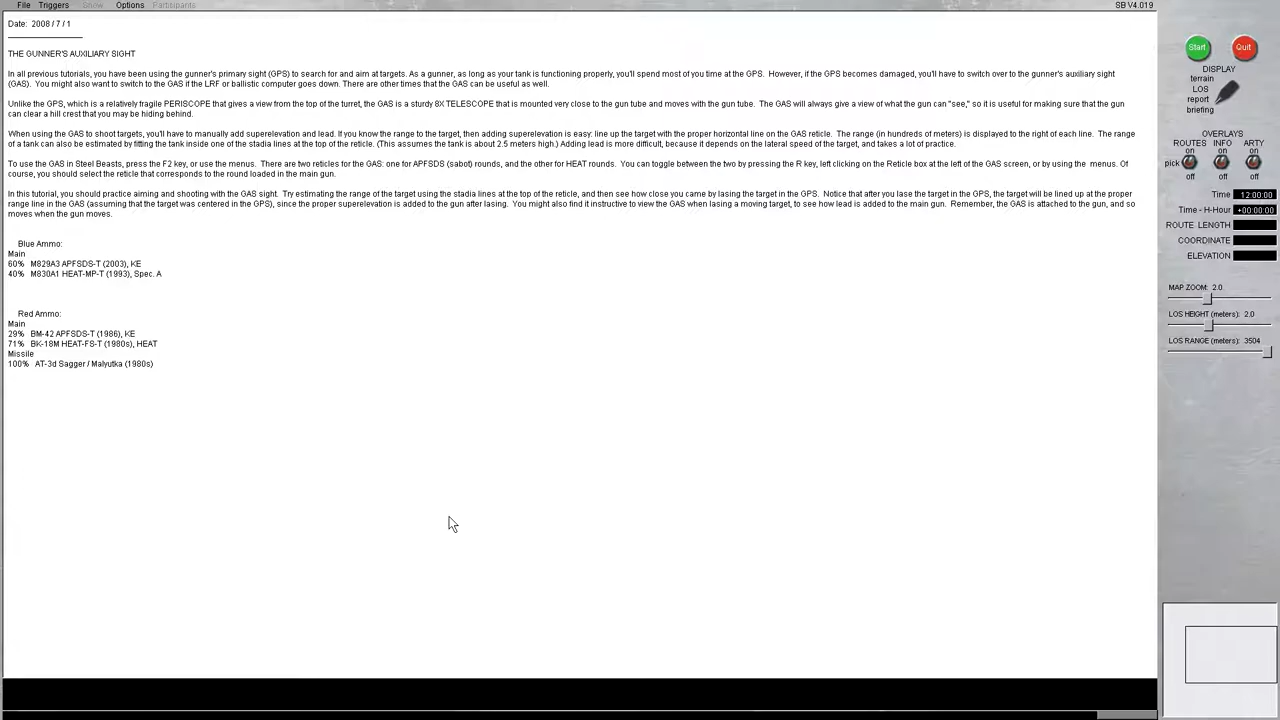 File Triggers Show Options Participants SB V4.019
Date: 2008 / 7 / 1
THE GUNNER'S AUXILIARY SIGHT
In all previous tutorials, you have been using the gunner's primary sight (GPS) to search for and aim at targets. As a gunner, as long as your tank is functioning properly, you'll spend most of you time at the GPS. However, if the GPS becomes damaged, you'll have to switch over to the gunner's auxiliary sight
(GAS). You might also want to switch to the GAS if the LRF or ballistic computer goes down. There are other times that the GAS can be useful as well.
Unlike the GPS, which is a relatively fragile PERISCOPE that gives a view from the top of the turret, the GAS is a sturdy 8X TELESCOPE that is mounted very close to the gun tube and moves with the gun tube. The GAS will always give a view of what the gun can "see," so it is useful for making sure that the gun
can clear a hill crest that you may be hiding behind.
When using the GAS to shoot targets, you'll have to manually add superelevation and lead. If you know the range to the target, then adding superelevation is easy: line up the target with the proper horizontal line on the GAS reticle. The range (in hundreds of meters) is displayed to the right of each line. The range
of a tank can also be estimated by fitting the tank inside one of the stadia lines at the top of the reticle. (This assumes the tank is about 2.5 meters high.) Adding lead is more difficult, because it depends on the lateral speed of the target, and takes a lot of practice.
To use the GAS in Steel Beasts, press the F2 key, or use the menus. There are two reticles for the GAS: one for APFSDS (sabot) rounds, and the other for HEAT rounds. You can toggle between the two by pressing the R key, left clicking on the Reticle box at the left of the GAS screen, or by using the menus. Of
course, you should select the reticle that corresponds to the round loaded in the main gun.
In this tutorial, you should practice aiming and shooting with the GAS sight. Try estimating the range of the target using the stadia lines at the top of the reticle, and then see how close you came by lasing the target in the GPS. Notice that after you lase the target in the GPS, the target will be lined up at the proper
range line in the GAS (assuming that the target was centered in the GPS), since the proper superelevation is added to the gun after lasing. You might also find it instructive to view the GAS when lasing a moving target, to see how lead is added to the main gun. Remember, the GAS is attached to the gun, and so
moves when the gun moves.
Blue Ammo:
Main
60% M829A3 APFSDS-T (2003), KE
40% M830A1 HEAT-MP-T (1993), Spec. A
Red Ammo:
Main
29% BM-42 APFSDS-T (1986), KE
71% BK-18M HEAT-FS-T (1980s), HEAT
Missile
100% AT-3d Sagger / Malyutka (1980s)
Start Quit
DISPLAY
terrain
LOS
report
briefing
OVERLAYS
ROUTES INFO ARTY
on on on
pick
off off off
Time 12:00:00
Time - H-Hour +00:00:00
ROUTE LENGTH
COORDINATE
ELEVATION
MAP ZOOM: 2.0
LOS HEIGHT (meters): 2.0
LOS RANGE (meters): 3504